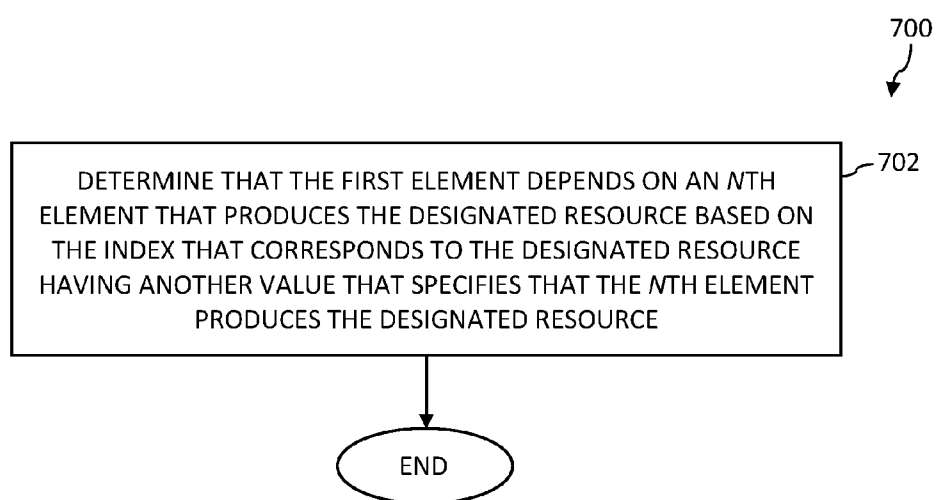 700
702
DETERMINE THAT THE FIRST ELEMENT DEPENDS ON AN NTH
ELEMENT THAT PRODUCES THE DESIGNATED RESOURCE BASED ON
THE INDEX THAT CORRESPONDS TO THE DESIGNATED RESOURCE
HAVING ANOTHER VALUE THAT SPECIFIES THAT THE NTH ELEMENT
PRODUCES THE DESIGNATED RESOURCE
END